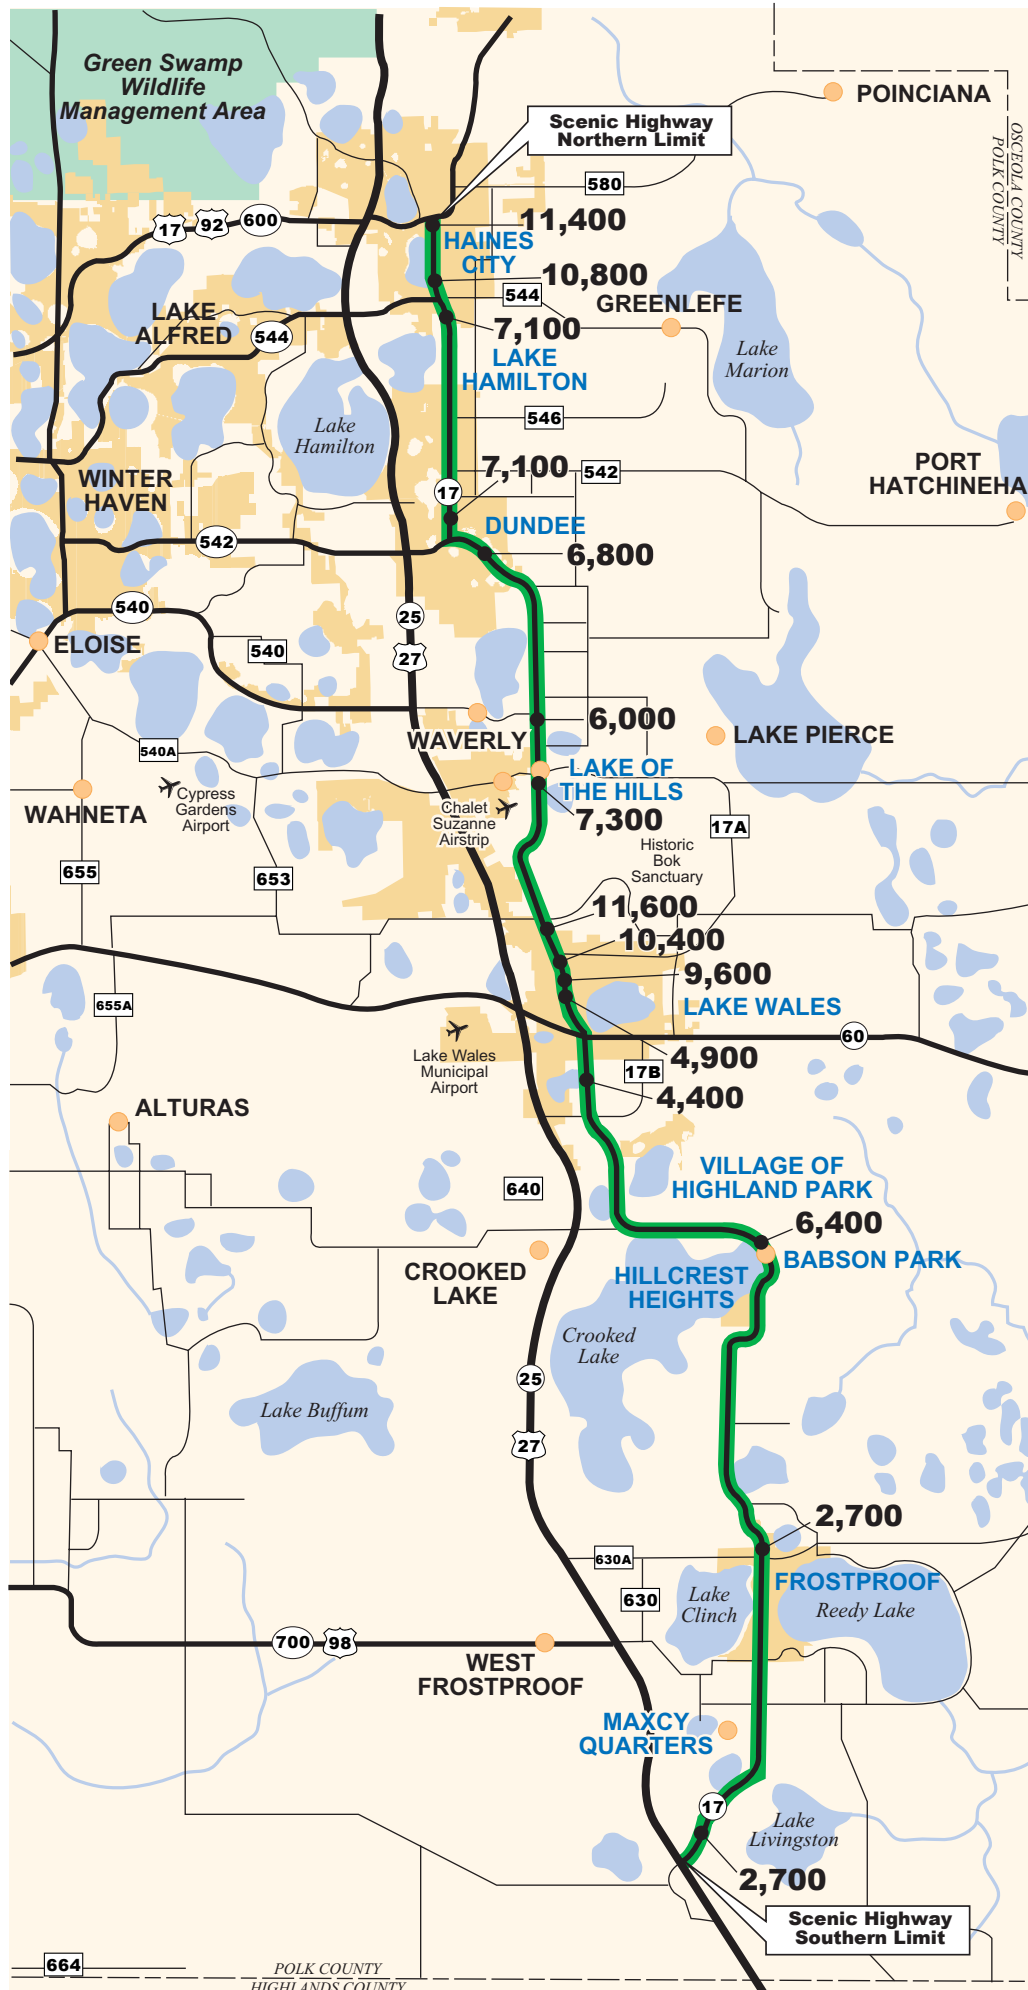 Green Swamp
Wildlife
Management Area
POINCIANA
OSCEOLA COUNTY
POLK COUNTY
Scenic Highway
Northern Limit
580
17
92
600
11,400
HAINES
CITY
10,800
544
GREENLEFE
LAKE
ALFRED
544
7,100
LAKE
HAMILTON
Lake
Marion
Lake
Hamilton
546
7,100
542
PORT
HATCHINEHA
WINTER
HAVEN
17
DUNDEE
542
6,800
540
25
ELOISE
540
27
6,000
WAVERLY
LAKE PIERCE
540A
LAKE OF
THE HILLS
Cypress
Gardens
Airport
WAHNETA
Chalet
Suzanne
Airstrip
7,300
17A
Historic
Bok
Sanctuary
655
653
11,600
10,400
9,600
655A
LAKE WALES
60
Lake Wales
Municipal
Airport
4,900
17B
4,400
ALTURAS
VILLAGE OF
HIGHLAND PARK
640
6,400
BABSON PARK
CROOKED
LAKE
HILLCREST
HEIGHTS
Crooked
Lake
25
Lake Buffum
27
2,700
630A
FROSTPROOF
630
Lake
Clinch
Reedy Lake
700
98
WEST
FROSTPROOF
MAXCY
QUARTERS
17
Lake
Livingston
2,700
Scenic Highway
Southern Limit
664
POLK COUNTY
HIGHLANDS COUNTY